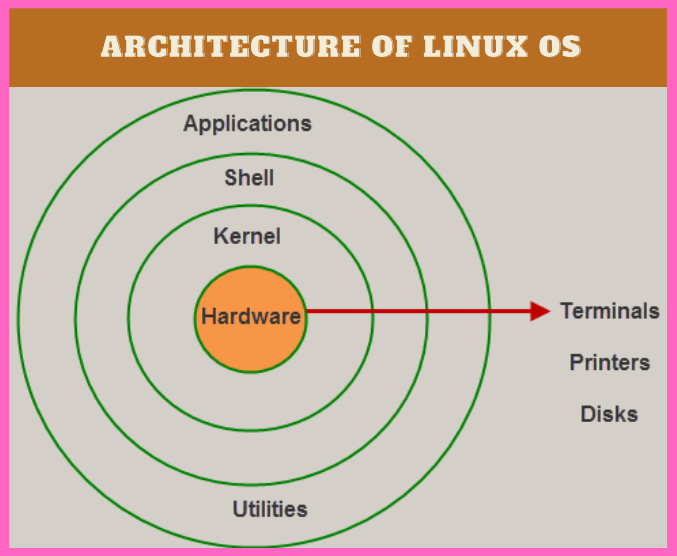 ARCHITECTURE OF LINUX OS
Applications
Shell
Kernel
Hardware
Terminals
Printers
Disks
Utilities